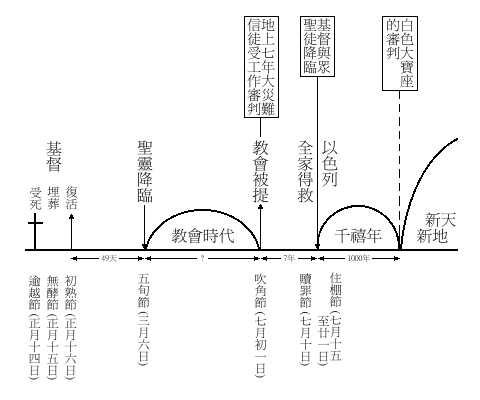 地上七年大災難
信徒受工作審判
基督與眾
聖徒降臨
白色大寶座
的審判
基督
受死
埋葬
復活
聖靈降臨
教會被提
以色列
全家得救
教會時代
千禧年
新天
新地
49天
?
7年
1000年
逾越節(正月十四日)
無酵節(正月十五日)
初熟節(正月十六日)
五旬節(三月六日)
吹角節(七月初一日)
贖罪節(七月十日)
住棚節(七月十五
至廿一日)